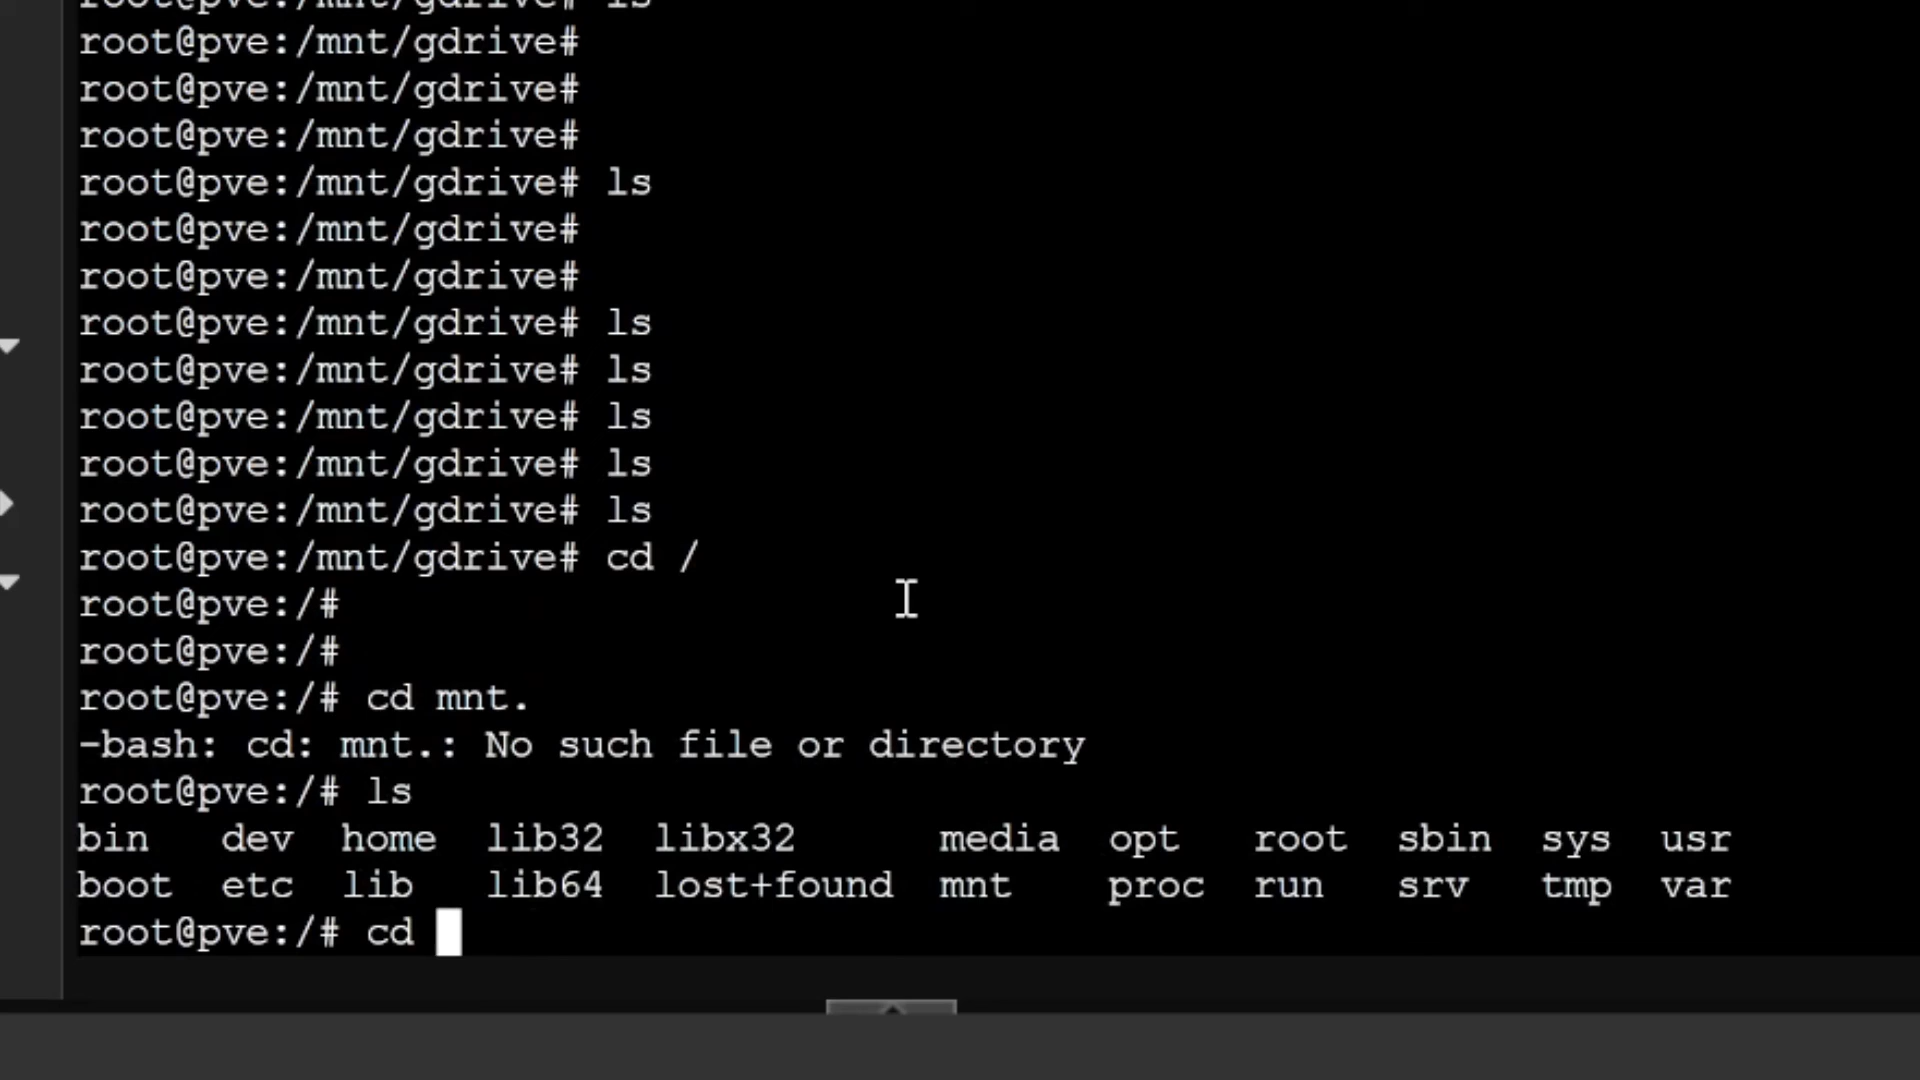 root@pve:/mnt/gdrive# ls
root@pve:/mnt/gdrive#
root@pve:/mnt/gdrive#
root@pve:/mnt/gdrive#
root@pve:/mnt/gdrive# ls
root@pve:/mnt/gdrive#
root@pve:/mnt/gdrive#
root@pve:/mnt/gdrive# ls
root@pve:/mnt/gdrive# ls
root@pve:/mnt/gdrive# ls
root@pve:/mnt/gdrive# ls
root@pve:/mnt/gdrive# ls
root@pve:/mnt/gdrive# cd /
root@pve:/#
root@pve:/#
root@pve:/# cd mnt.
-bash: cd: mnt.: No such file or directory
root@pve:/# ls
bin dev home lib32 libx32 media opt root sbin sys usr
boot etc lib lib64 lost+found mnt proc run srv tmp var
root@pve:/# cd